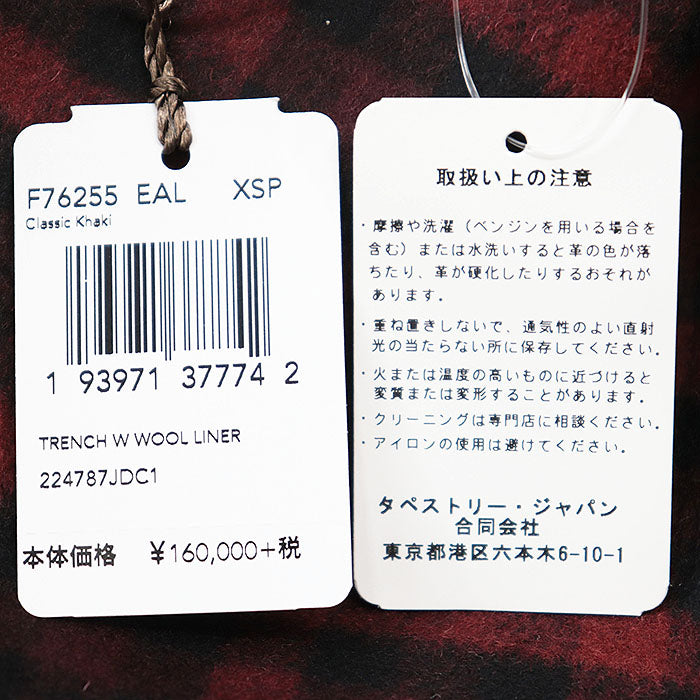 F76255 EAL XSP
Classic Khaki
1 93971 37774 2
TRENCH W WOOL LINER
224787JDC1
本体価格 ¥160,000+税
取扱い上の注意
・摩擦や洗濯（ベンジンを用いる場合を
含む）または水洗いすると革の色が落
ちたり、革が硬化したりするおそれが
あります。
・重ね置きしないで、通気性のよい直射
光の当たらない所に保存してください。
・火または温度の高いものに近づけると
変質または変形することがあります。
・クリーニングは専門店に相談ください。
・アイロンの使用は避けてください。
タペストリー・ジャパン
合同会社
東京都港区六本木6-10-1